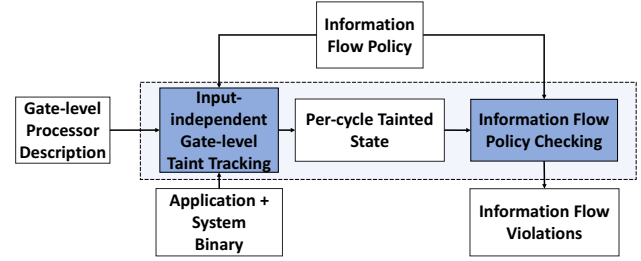 Information
Flow Policy
Gate-level
Processor
Description
Input-
independent
Gate-level
Taint Tracking
Per-cycle Tainted
State
Information Flow
Policy Checking
Application +
System
Binary
Information Flow
Violations